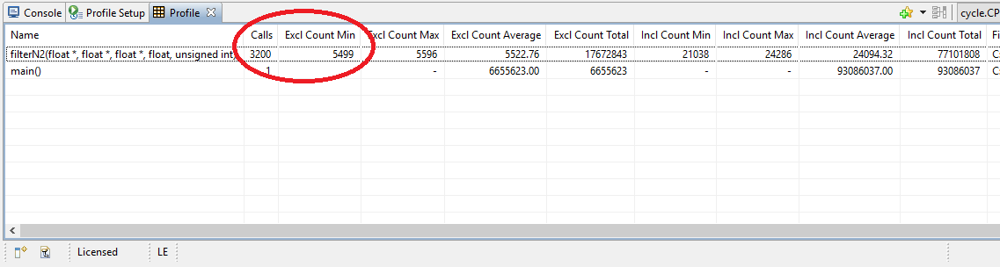 Console Profile Setup Profile cycle.CP
Name Calls Excl Count Min Excl Count Max Excl Count Average Excl Count Total Incl Count Min Incl Count Max Incl Count Average Incl Count Total Fi
filterN2(float *, float *, float *, float, unsigned int, 3200 5499 5596 5522.76 17672843 21038 24286 24094.32 77101808 C:
main() 1 - 6655623.00 6655623 - - 93086037.00 93086037 C:
Licensed LE